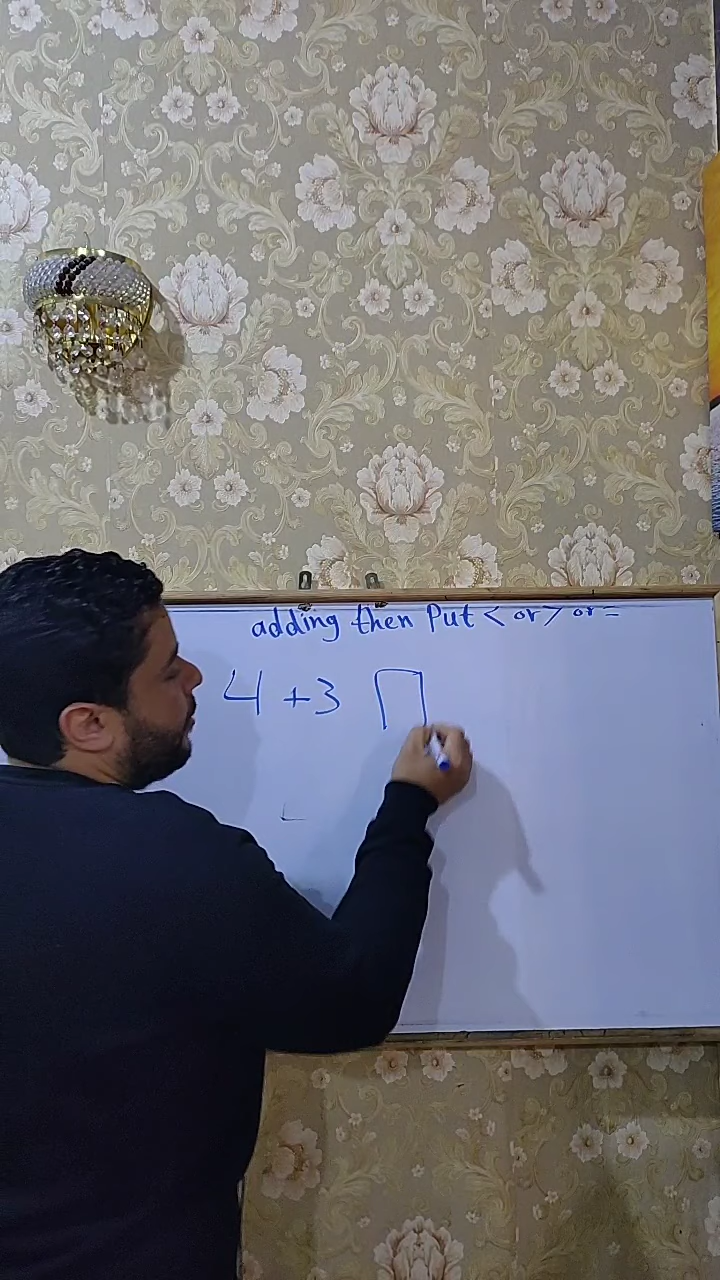 adding then Put < or > or =
4 + 3